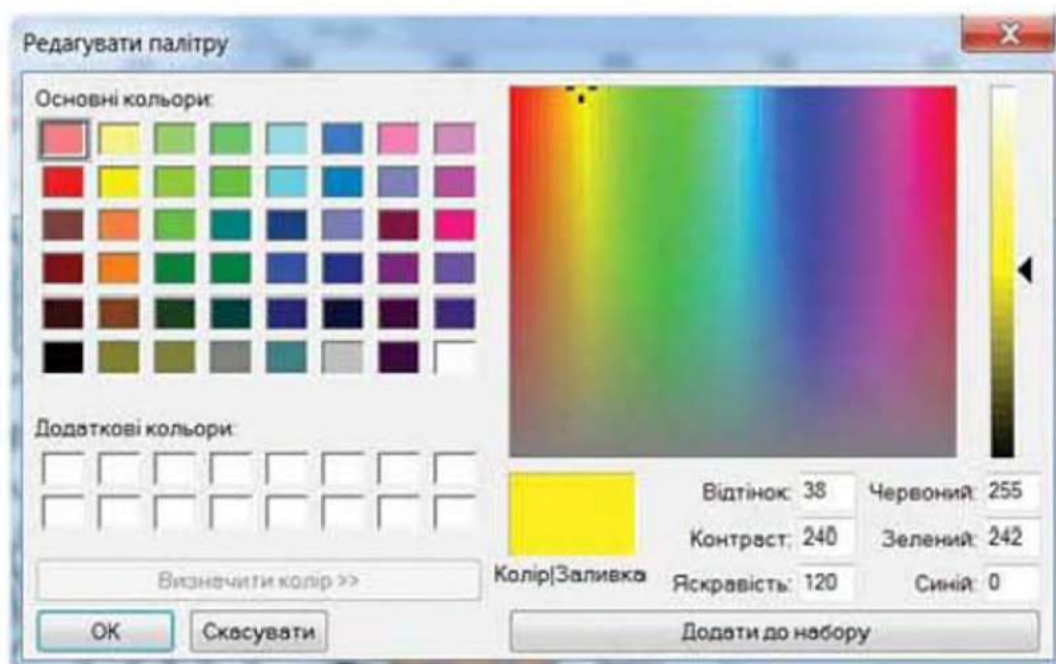 Редагувати палітру
Основні кольори:
Додаткові кольори:
Визначити колір >>
ОК
Скасувати
Колір|Заливка
Відтінок: 38
Контраст: 240
Яскравість: 120
Червоний: 255
Зелений: 242
Синій: 0
Додати до набору